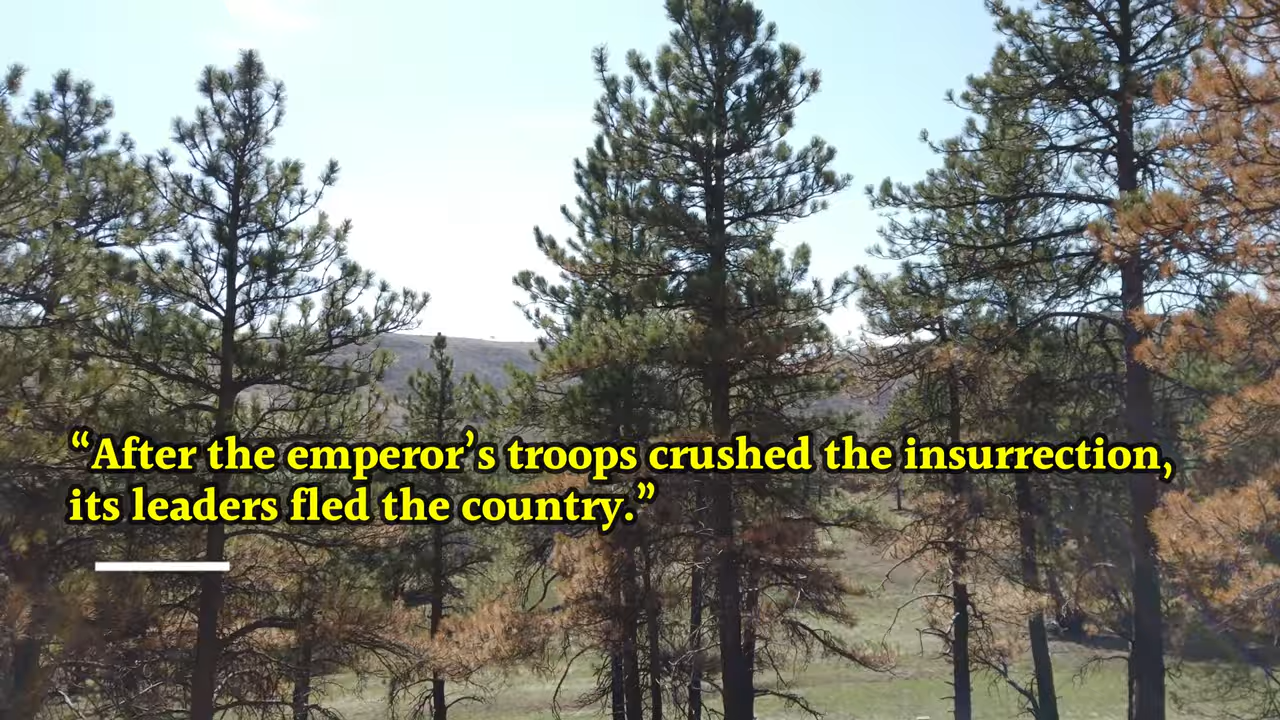 “After the emperor’s troops crushed the insurrection,
its leaders fled the country.”